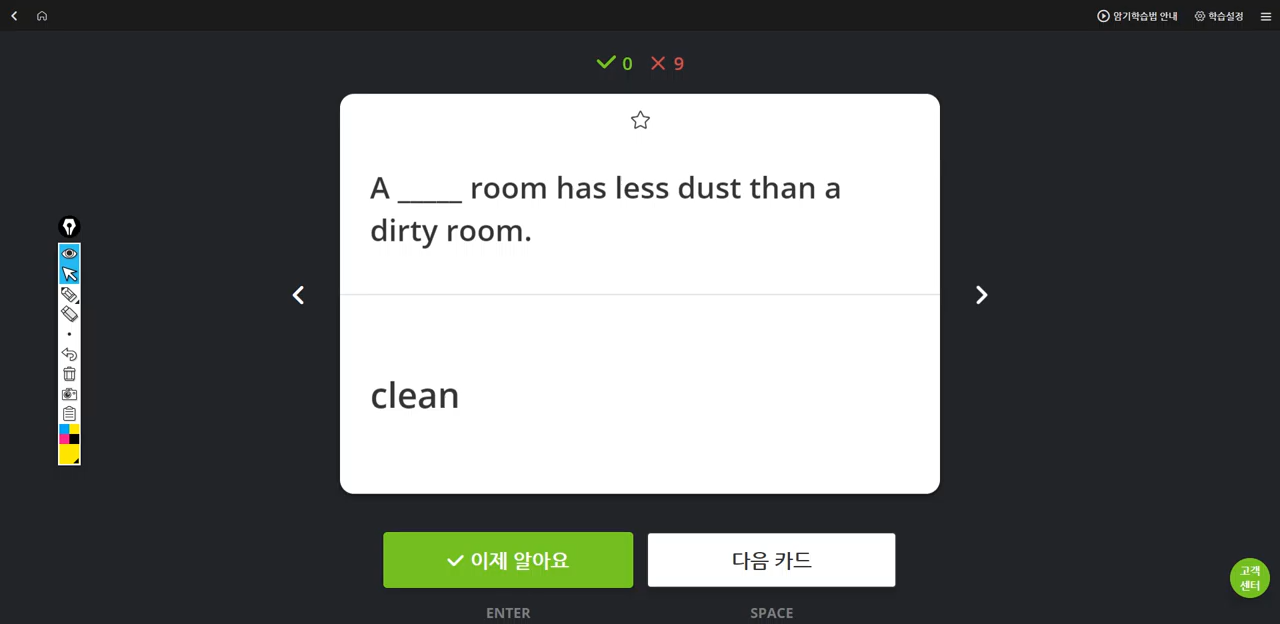 암기학습법 안내 학습설정
0 9
A _____ room has less dust than a
dirty room.
clean
이제 알아요 다음 카드
ENTER SPACE
고객
센터